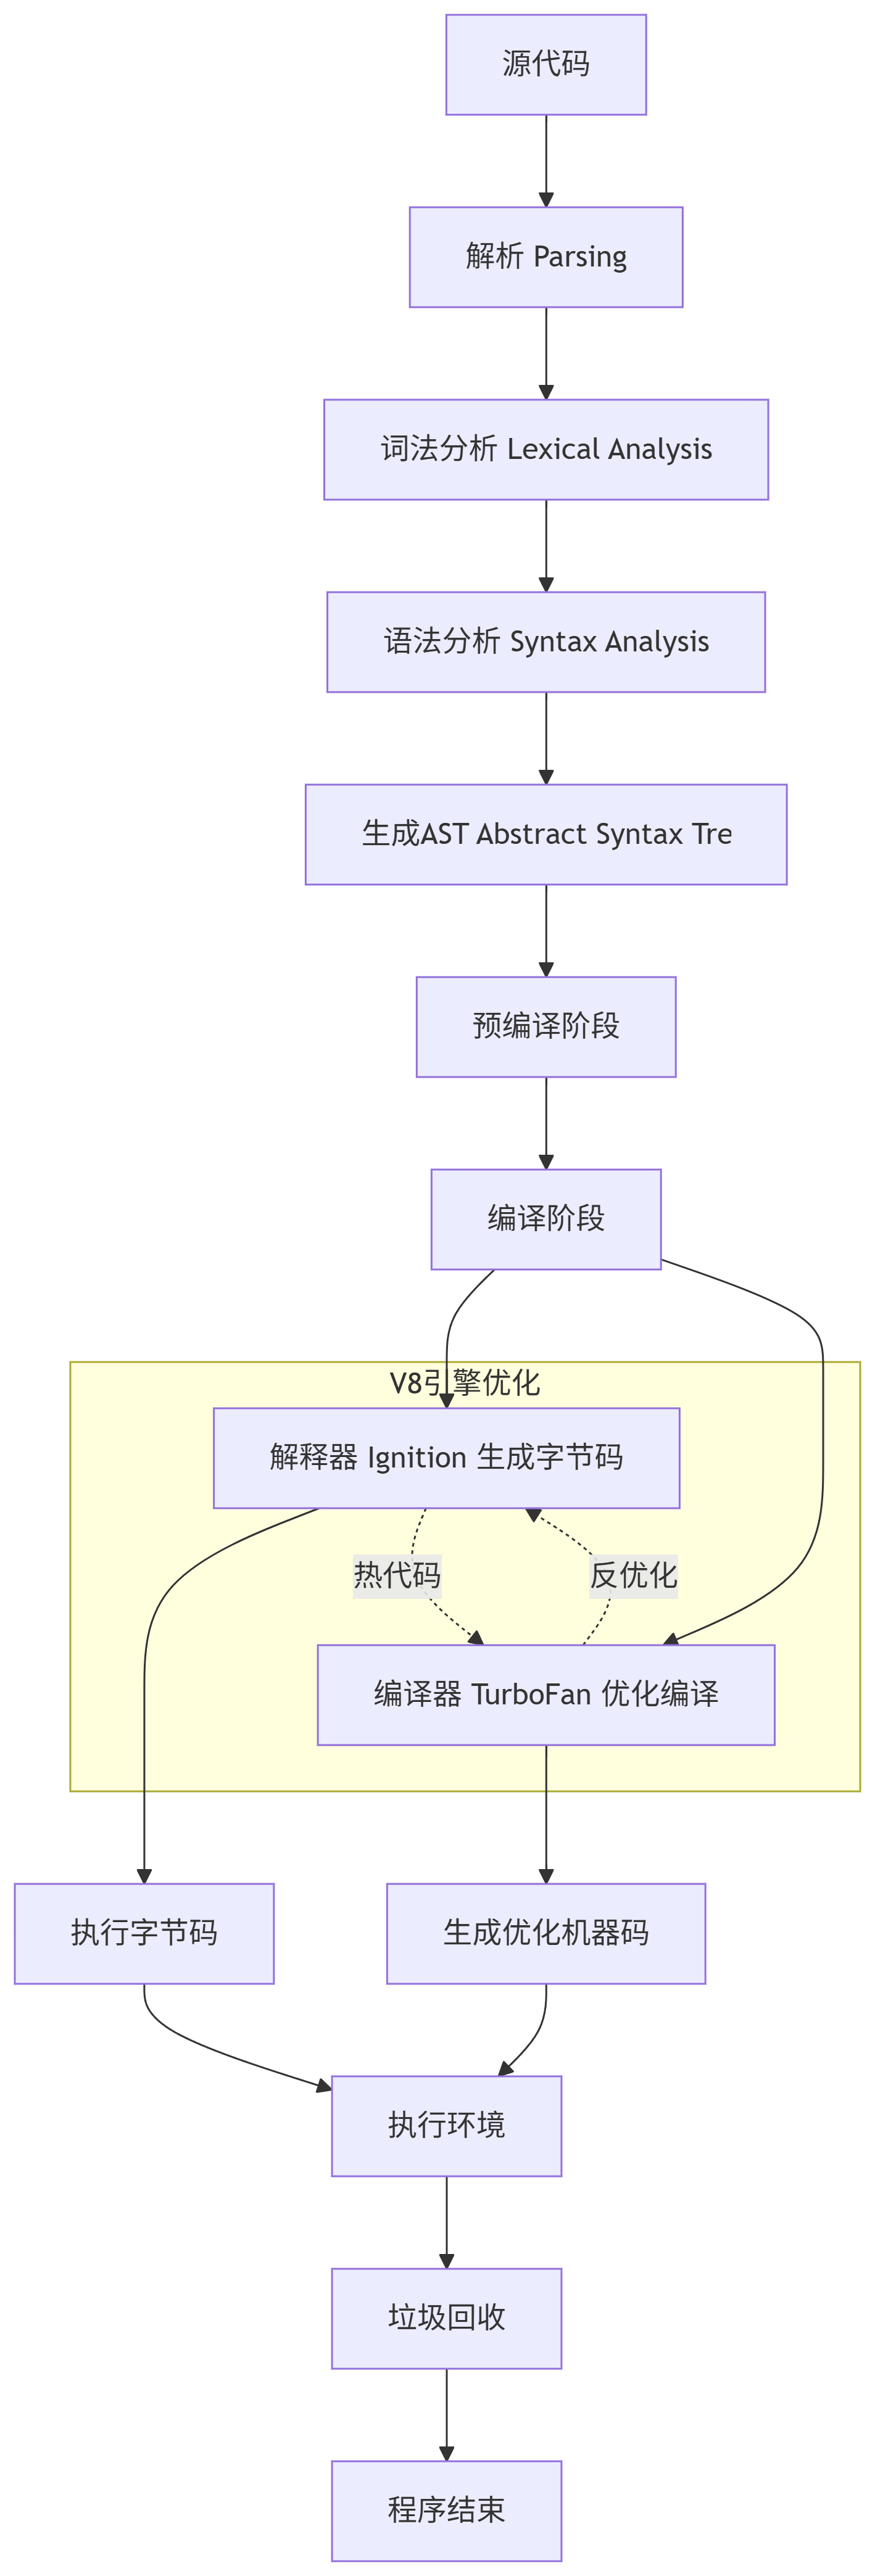 源代码
解析 Parsing
词法分析 Lexical Analysis
语法分析 Syntax Analysis
生成AST Abstract Syntax Tre
预编译阶段
编译阶段
V8引擎优化
解释器 Ignition 生成字节码
热代码
反优化
编译器 TurboFan 优化编译
执行字节码
生成优化机器码
执行环境
垃圾回收
程序结束